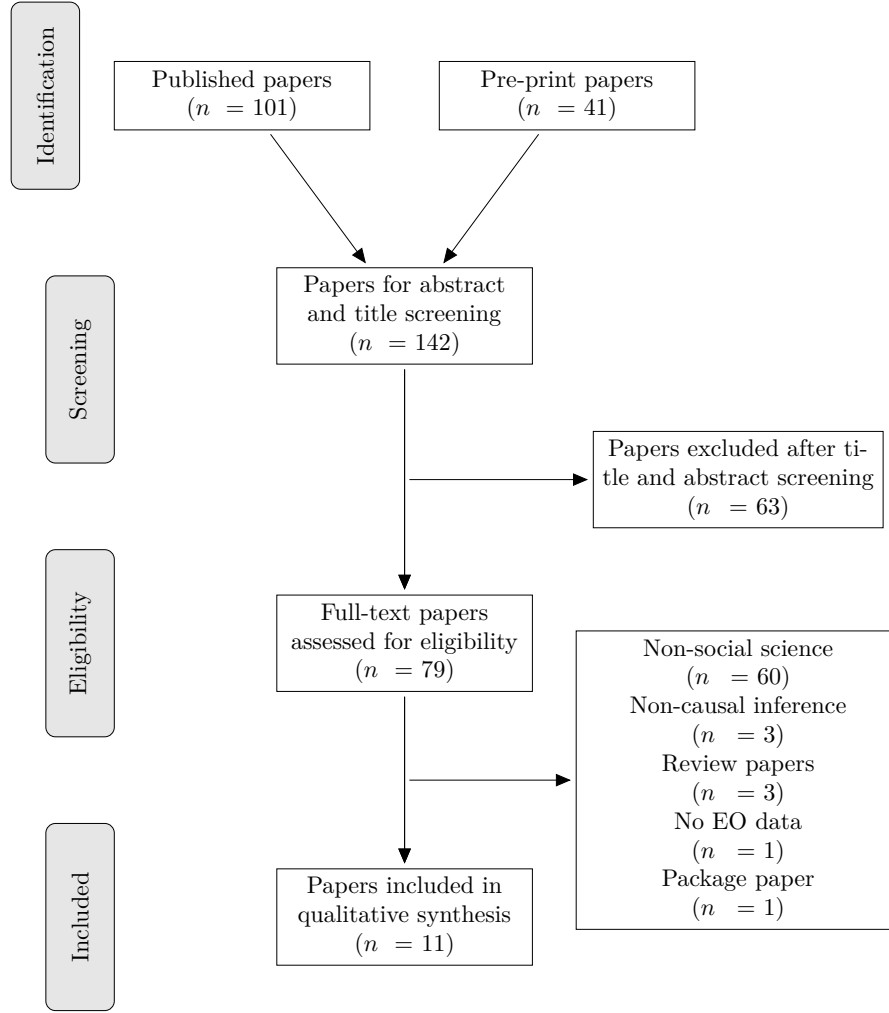 Identification
Published papers
(n = 101)
Pre-print papers
(n = 41)
Screening
Papers for abstract
and title screening
(n = 142)
Papers excluded after ti-
tle and abstract screening
(n = 63)
Eligibility
Full-text papers
assessed for eligibility
(n = 79)
Non-social science
(n = 60)
Non-causal inference
(n = 3)
Review papers
(n = 3)
No EO data
(n = 1)
Package paper
(n = 1)
Included
Papers included in
qualitative synthesis
(n = 11)